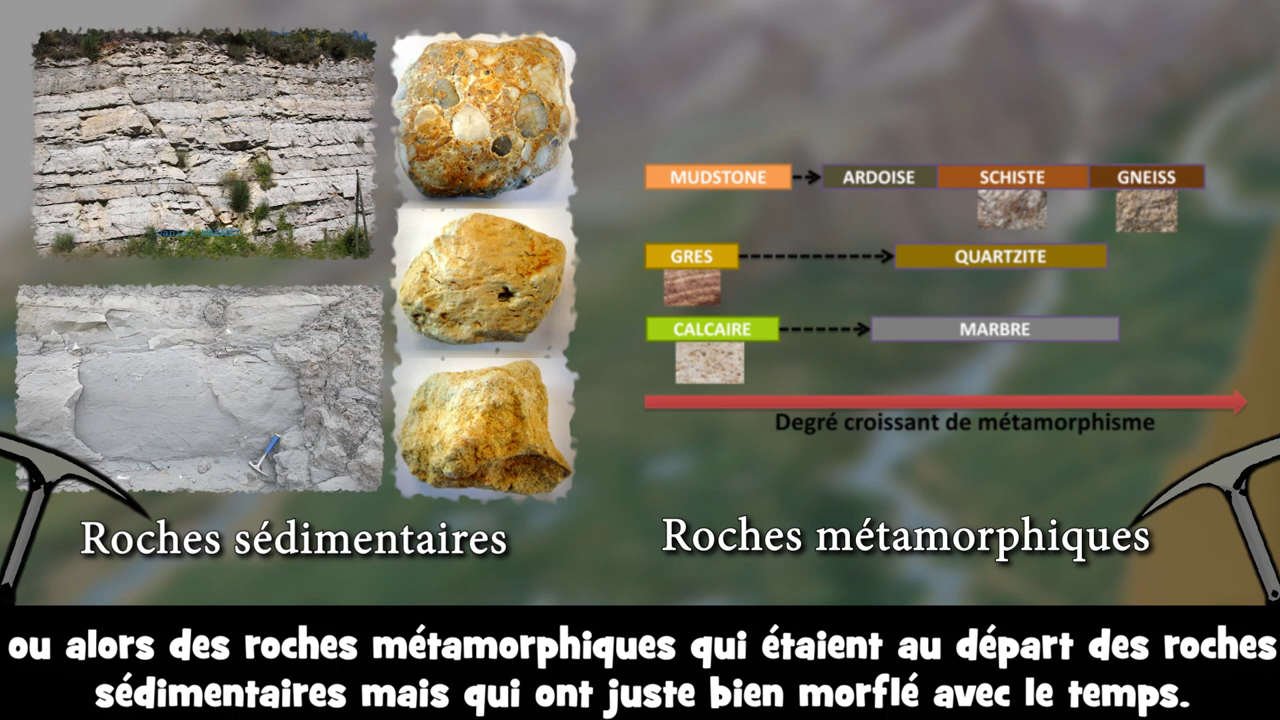 MUDSTONE
ARDOISE
SCHISTE
GNEISS
GRES
QUARTZITE
CALCAIRE
MARBRE
Degré croissant de métamorphisme
Roches sédimentaires
Roches métamorphiques
ou alors des roches métamorphiques qui étaient au départ des roches
sédimentaires mais qui ont juste bien morflé avec le temps.